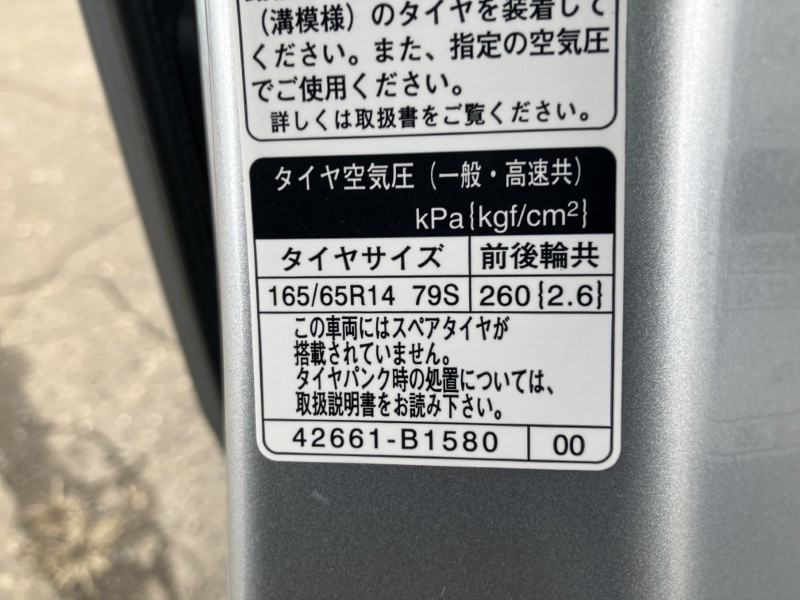 （溝模様）のタイヤを装着して
ください。また、指定の空気圧
でご使用ください。
詳しくは取扱書をご覧ください。
タイヤ空気圧（一般・高速共）
kPa{kgf/cm²}
タイヤサイズ 前後輪共
165/65R14 79S 260{2.6}
この車両にはスペアタイヤが
搭載されていません。
タイヤパンク時の処置については、
取扱説明書をお読み下さい。
42661-B1580 00